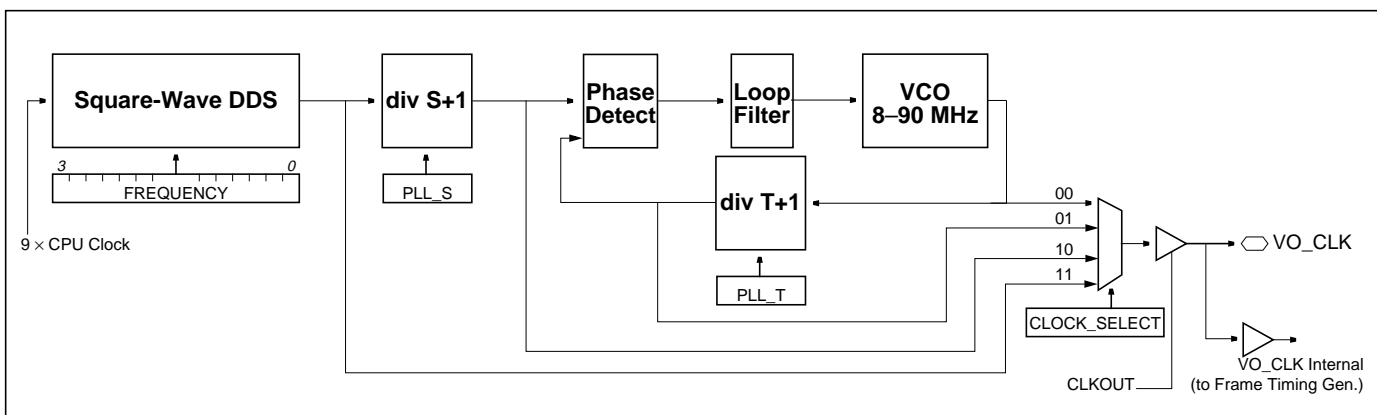 Square-Wave DDS
div S+1
Phase
Detect
Loop
Filter
VCO
8–90 MHz
3
0
FREQUENCY
PLL_S
div T+1
PLL_T
9 × CPU Clock
00
01
10
11
CLOCK_SELECT
VO_CLK
CLKOUT
VO_CLK Internal
(to Frame Timing Gen.)